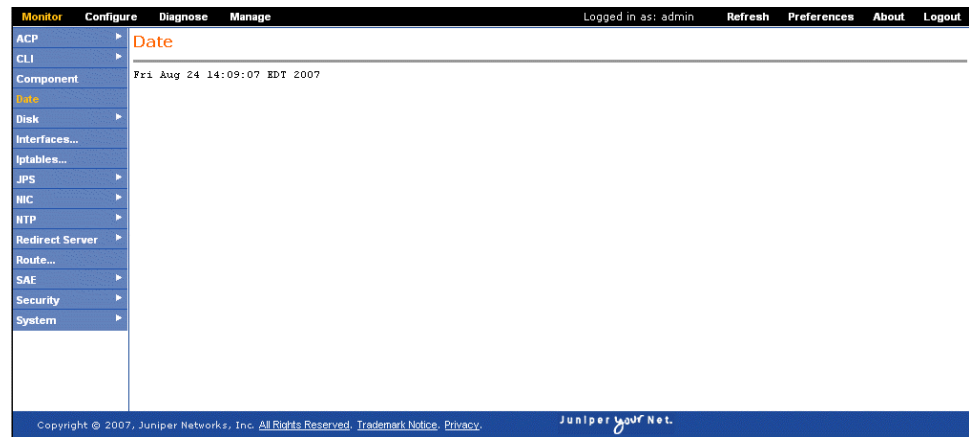 Monitor Configure Diagnose Manage Logged in as: admin Refresh Preferences About Logout
ACP
CLI
Component
Date
Disk
Interfaces...
Iptables...
JPS
NIC
NTP
Redirect Server
Route...
SAE
Security
System
Date
Fri Aug 24 14:09:07 EDT 2007
Copyright © 2007, Juniper Networks, Inc. All Rights Reserved. Trademark Notice. Privacy.
Juniper your Net.